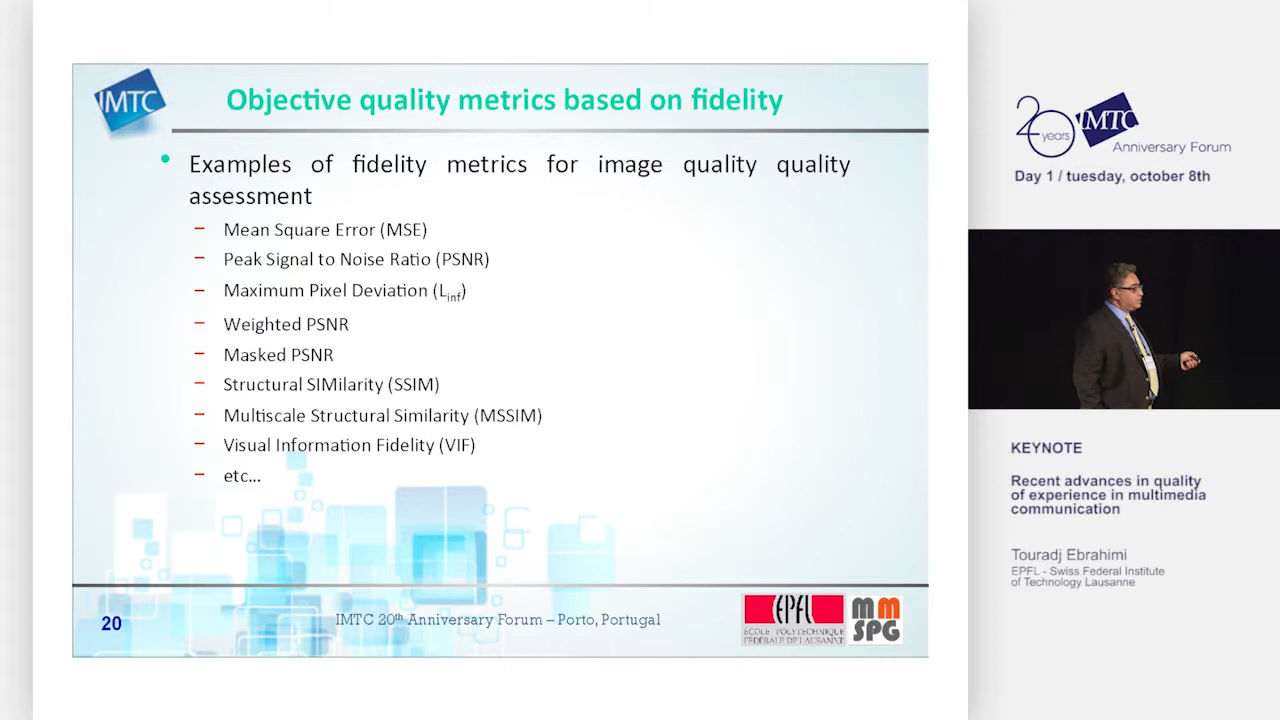 IMTC
Objective quality metrics based on fidelity
• Examples of fidelity metrics for image quality quality
assessment
– Mean Square Error (MSE)
– Peak Signal to Noise Ratio (PSNR)
– Maximum Pixel Deviation (Linf)
– Weighted PSNR
– Masked PSNR
– Structural SIMilarity (SSIM)
– Multiscale Structural Similarity (MSSIM)
– Visual Information Fidelity (VIF)
– etc...
20
IMTC 20th Anniversary Forum – Porto, Portugal
EPFL
ÉCOLE POLYTECHNIQUE
FÉDÉRALE DE LAUSANNE
MM
SPG
20 years
IMTC
Anniversary Forum
Day 1 / tuesday, october 8th
KEYNOTE
Recent advances in quality
of experience in multimedia
communication
Touradj Ebrahimi
EPFL - Swiss Federal Institute
of Technology Lausanne